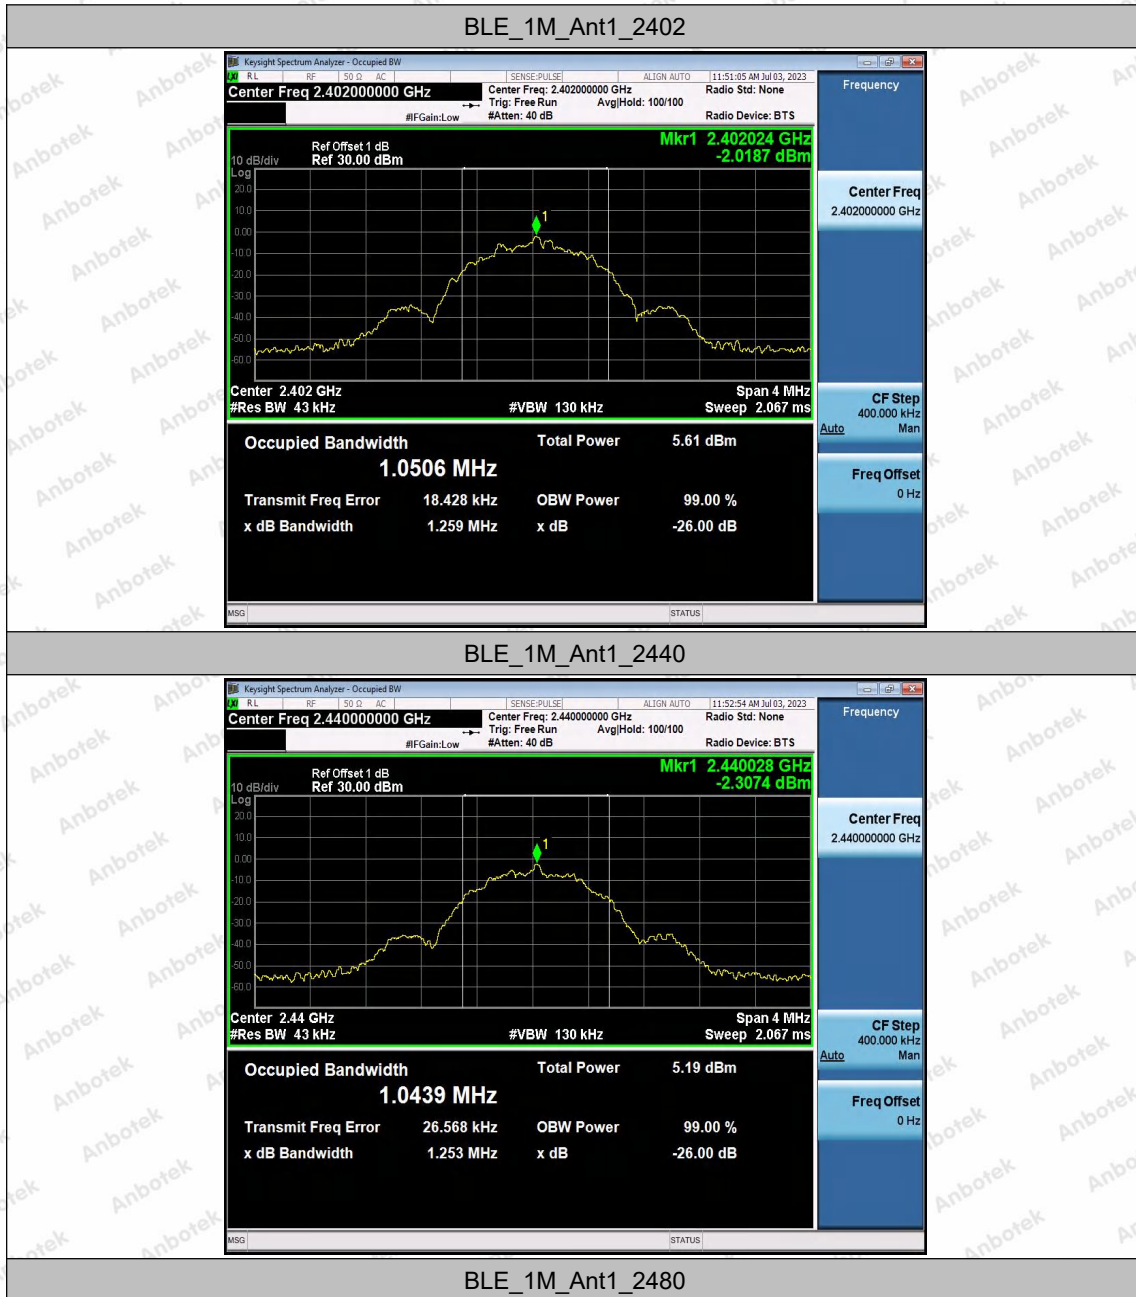 BLE_1M_Ant1_2402
Keysight Spectrum Analyzer - Occupied BW
LXI RL RF 50 Ω AC SENSE:PULSE ALIGN AUTO 11:51:05 AM Jul 03, 2023
Center Freq 2.402000000 GHz
Center Freq: 2.402000000 GHz
Radio Std: None
Trig: Free Run Avg|Hold: 100/100
#IFGain:Low #Atten: 40 dB Radio Device: BTS
Frequency
Mkr1 2.402024 GHz
-2.0187 dBm
Ref Offset 1 dB
10 dB/div Ref 30.00 dBm
Log
20.0
10.0
0.00
-10.0
-20.0
-30.0
-40.0
-50.0
-60.0
1
Center Freq
2.402000000 GHz
Center 2.402 GHz Span 4 MHz
#Res BW 43 kHz #VBW 130 kHz Sweep 2.067 ms
CF Step
400.000 kHz
Auto Man
Occupied Bandwidth Total Power 5.61 dBm
1.0506 MHz
Transmit Freq Error 18.428 kHz OBW Power 99.00 %
x dB Bandwidth 1.259 MHz x dB -26.00 dB
Freq Offset
0 Hz
MSG STATUS
BLE_1M_Ant1_2440
Keysight Spectrum Analyzer - Occupied BW
LXI RL RF 50 Ω AC SENSE:PULSE ALIGN AUTO 11:52:54 AM Jul 03, 2023
Center Freq 2.440000000 GHz
Center Freq: 2.440000000 GHz
Radio Std: None
Trig: Free Run Avg|Hold: 100/100
#IFGain:Low #Atten: 40 dB Radio Device: BTS
Frequency
Mkr1 2.440028 GHz
-2.3074 dBm
Ref Offset 1 dB
10 dB/div Ref 30.00 dBm
Log
20.0
10.0
0.00
-10.0
-20.0
-30.0
-40.0
-50.0
-60.0
1
Center Freq
2.440000000 GHz
Center 2.44 GHz Span 4 MHz
#Res BW 43 kHz #VBW 130 kHz Sweep 2.067 ms
CF Step
400.000 kHz
Auto Man
Occupied Bandwidth Total Power 5.19 dBm
1.0439 MHz
Transmit Freq Error 26.568 kHz OBW Power 99.00 %
x dB Bandwidth 1.253 MHz x dB -26.00 dB
Freq Offset
0 Hz
MSG STATUS
BLE_1M_Ant1_2480
Anbotek